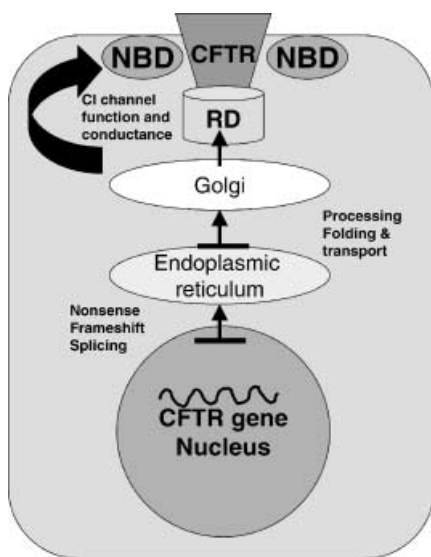 NBD CFTR NBD
CI channel
function and
conductance
RD
Golgi
Processing
Folding &
transport
Endoplasmic
reticulum
Nonsense
Frameshift
Splicing
CFTR gene
Nucleus